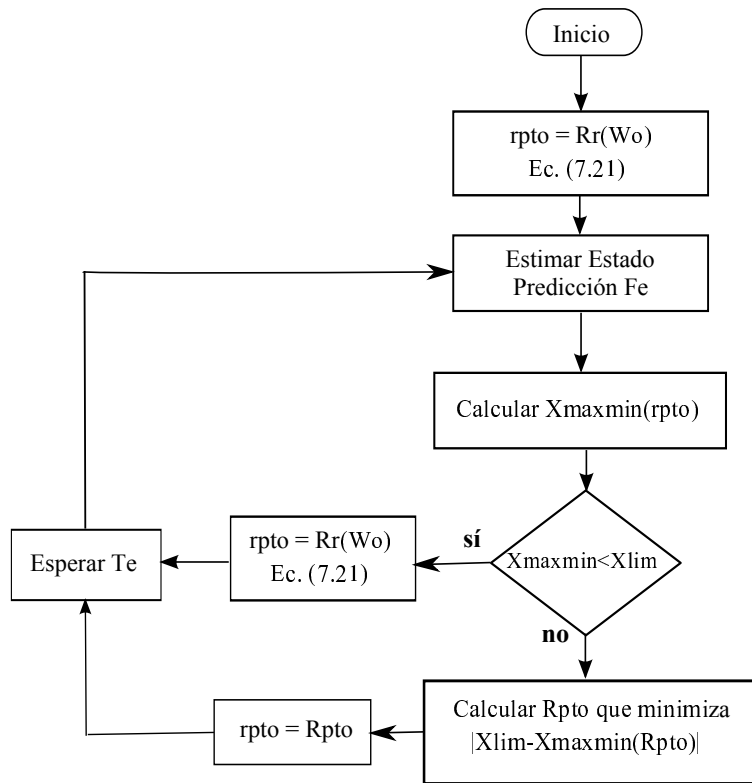 Inicio
rpto = Rr(Wo)
Ec. (7.21)
Estimar Estado
Predicción Fe
Calcular Xmaxmin(rpto)
Xmaxmin<Xlim
sí
rpto = Rr(Wo)
Ec. (7.21)
Esperar Te
no
Calcular Rpto que minimiza
|Xlim-Xmaxmin(Rpto)|
rpto = Rpto